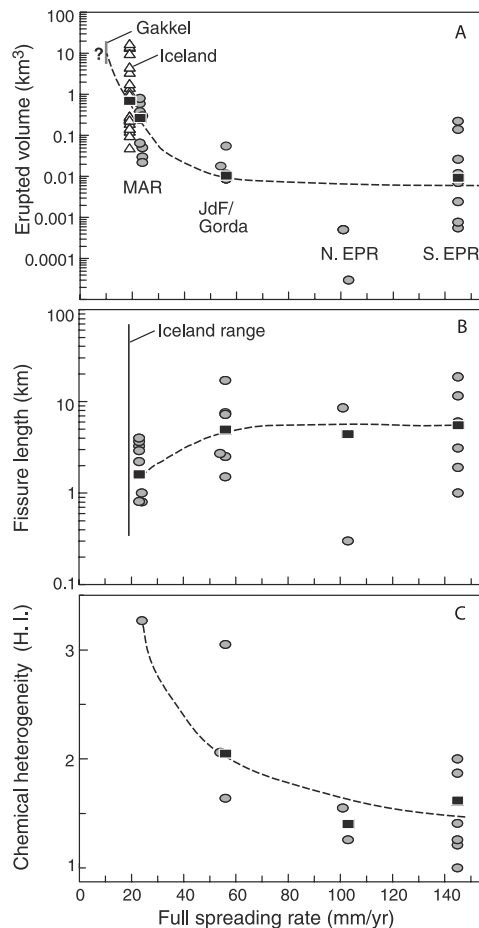 A
Gakkel
?
Iceland
MAR
JdF/
Gorda
N. EPR
S. EPR
Erupted volume (km³)
100
10
1
0.1
0.01
0.001
0.0001
B
Iceland range
Fissure length (km)
100
10
1
0.1
C
Chemical heterogeneity (H. I.)
3
2
1
0 20 40 60 80 100 120 140
Full spreading rate (mm/yr)